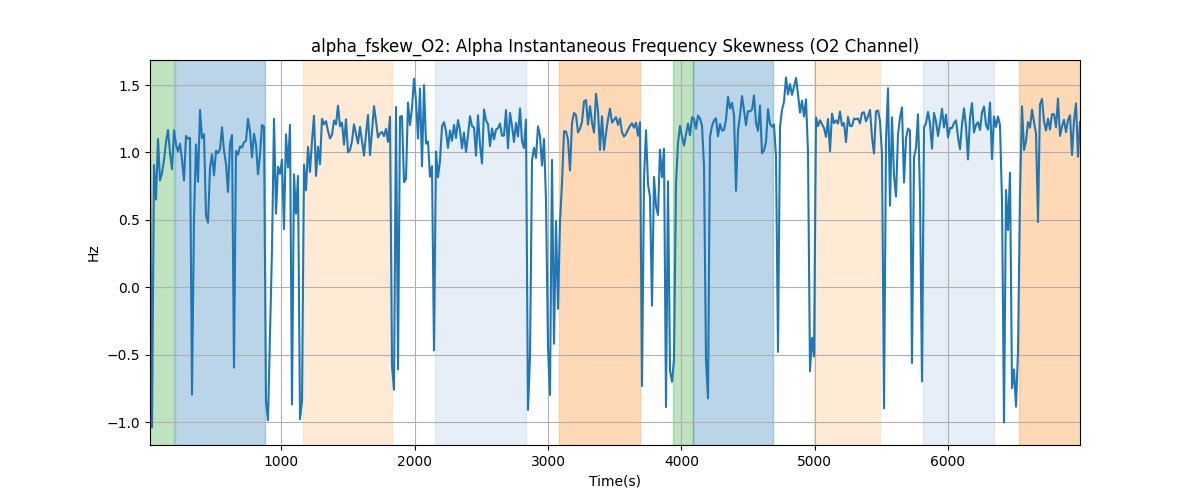 alpha_fskew_O2: Alpha Instantaneous Frequency Skewness (O2 Channel)
1.5
1.0
0.5
0.0
−0.5
−1.0
Hz
1000 2000 3000 4000 5000 6000
Time(s)